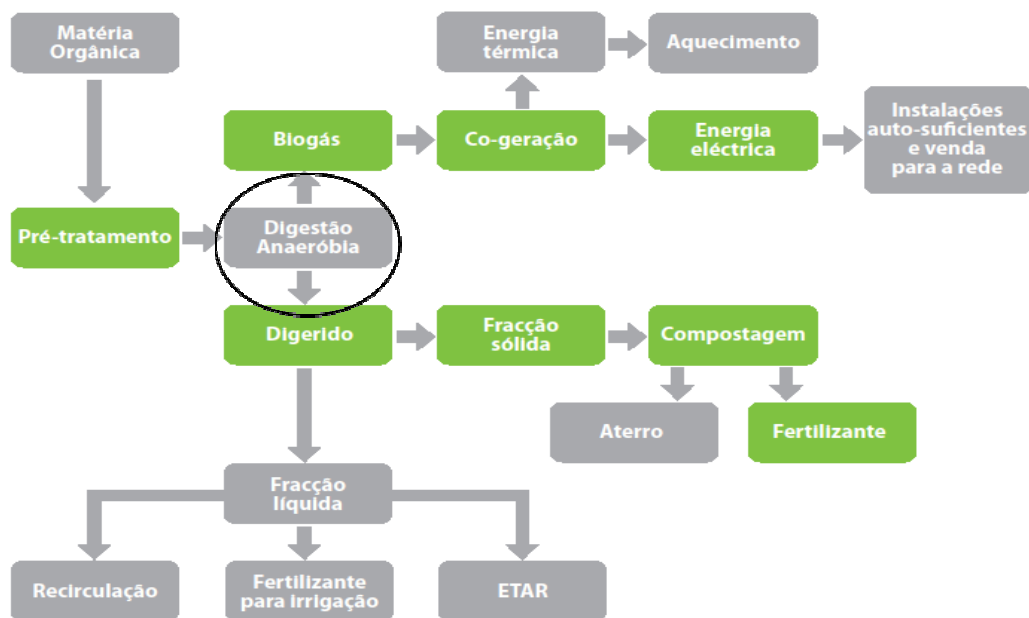 Matéria
Orgânica
Energia
térmica
Aquecimento
Biogás
Co-geração
Energia
eléctrica
Instalações
auto-suficientes
e venda
para a rede
Pré-tratamento
Digestão
Anaeróbia
Digerido
Fracção
sólida
Compostagem
Aterro
Fertilizante
Fracção
líquida
Recirculação
Fertilizante
para irrigação
ETAR